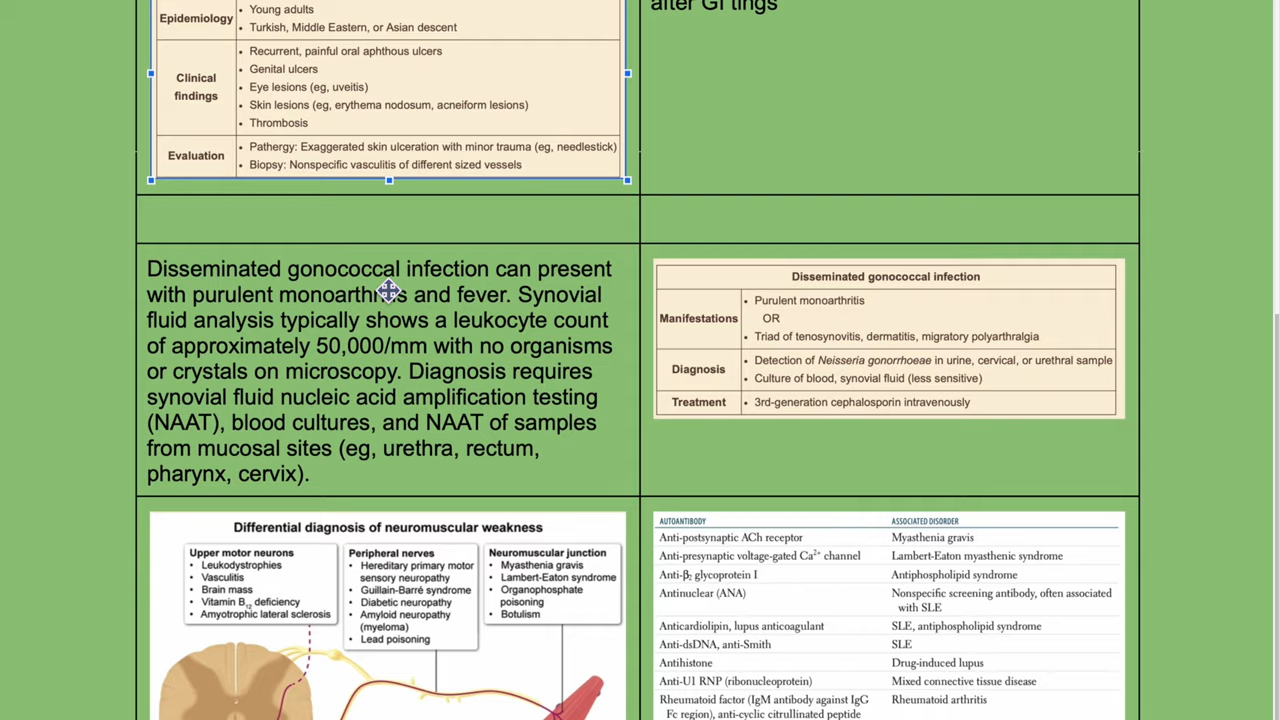 after GI tings
Epidemiology
• Young adults
• Turkish, Middle Eastern, or Asian descent
Clinical
findings
• Recurrent, painful oral aphthous ulcers
• Genital ulcers
• Eye lesions (eg, uveitis)
• Skin lesions (eg, erythema nodosum, acneiform lesions)
• Thrombosis
Evaluation
• Pathergy: Exaggerated skin ulceration with minor trauma (eg, needlestick)
• Biopsy: Nonspecific vasculitis of different sized vessels
Disseminated gonococcal infection can present
with purulent monoarthritis and fever. Synovial
fluid analysis typically shows a leukocyte count
of approximately 50,000/mm with no organisms
or crystals on microscopy. Diagnosis requires
synovial fluid nucleic acid amplification testing
(NAAT), blood cultures, and NAAT of samples
from mucosal sites (eg, urethra, rectum,
pharynx, cervix).
Disseminated gonococcal infection
Manifestations
• Purulent monoarthritis
OR
• Triad of tenosynovitis, dermatitis, migratory polyarthralgia
Diagnosis
• Detection of Neisseria gonorrhoeae in urine, cervical, or urethral sample
• Culture of blood, synovial fluid (less sensitive)
Treatment
• 3rd-generation cephalosporin intravenously
Differential diagnosis of neuromuscular weakness
Upper motor neurons
• Leukodystrophies
• Vasculitis
• Brain mass
• Vitamin B12 deficiency
• Amyotrophic lateral sclerosis
Peripheral nerves
• Hereditary primary motor
sensory neuropathy
• Guillain-Barré syndrome
• Diabetic neuropathy
• Amyloid neuropathy
(myeloma)
• Lead poisoning
Neuromuscular junction
• Myasthenia gravis
• Lambert-Eaton syndrome
• Organophosphate
poisoning
• Botulism
AUTOANTIBODY ASSOCIATED DISORDER
Anti-postsynaptic ACh receptor Myasthenia gravis
Anti-presynaptic voltage-gated Ca2+ channel Lambert-Eaton myasthenic syndrome
Anti-β2 glycoprotein I Antiphospholipid syndrome
Antinuclear (ANA) Nonspecific screening antibody, often associated
with SLE
Anticardiolipin, lupus anticoagulant SLE, antiphospholipid syndrome
Anti-dsDNA, anti-Smith SLE
Antihistone Drug-induced lupus
Anti-U1 RNP (ribonucleoprotein) Mixed connective tissue disease
Rheumatoid factor (IgM antibody against IgG Rheumatoid arthritis
Fc region), anti-cyclic citrullinated peptide